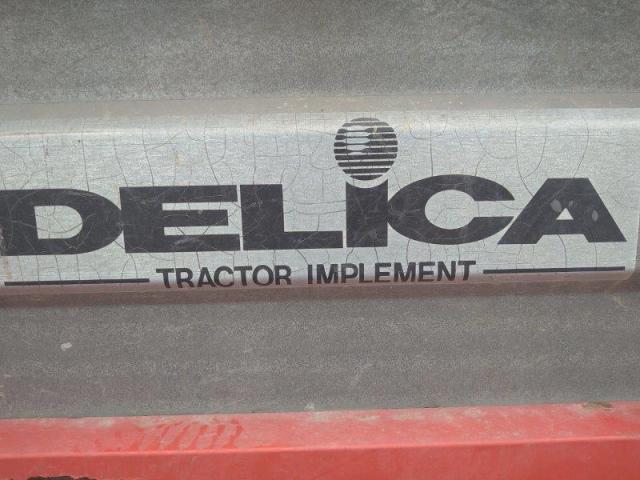 DELiCA
TRACTOR IMPLEMENT